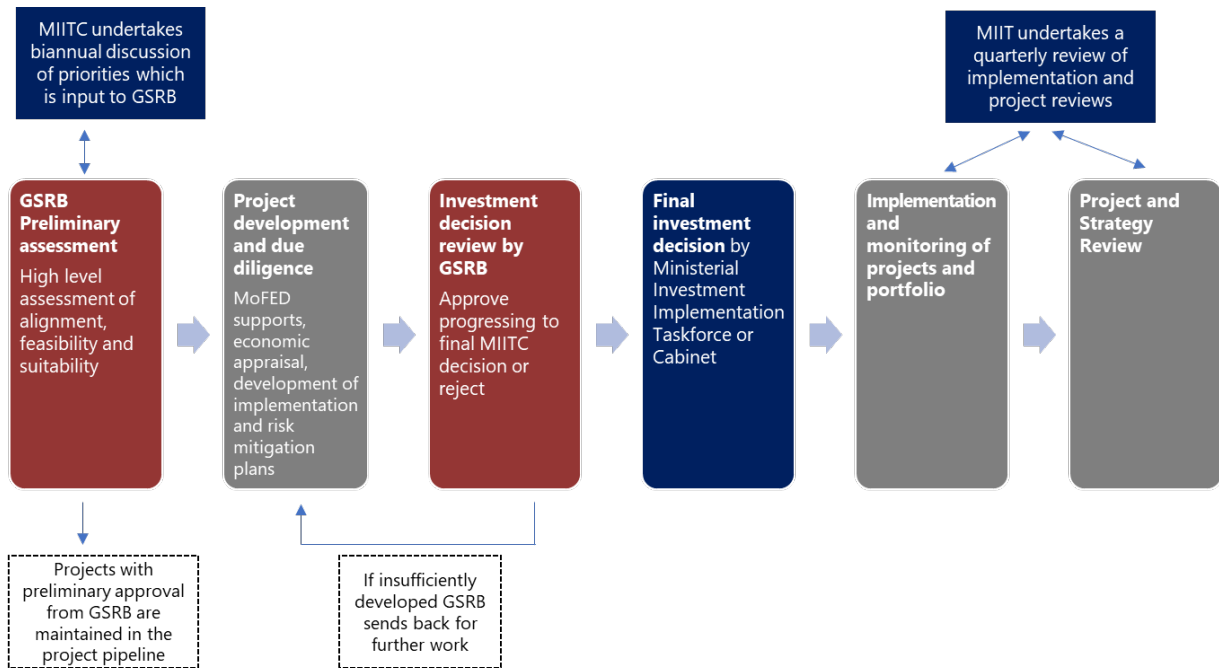 MIITC undertakes
biannual discussion
of priorities which
is input to GSRB
MIIT undertakes a
quarterly review of
implementation and
project reviews
GSRB
Preliminary
assessment
High level
assessment of
alignment,
feasibility and
suitability
Project
development
and due
diligence
MoFED
supports,
economic
appraisal,
development of
implementation
and risk
mitigation
plans
Investment
decision
review by
GSRB
Approve
progressing to
final MIITC
decision or
reject
Final
investment
decision by
Ministerial
Investment
Implementation
Taskforce or
Cabinet
Implementation
and
monitoring of
projects and
portfolio
Project and
Strategy
Review
Projects with
preliminary approval
from GSRB are
maintained in the
project pipeline
If insufficiently
developed GSRB
sends back for
further work